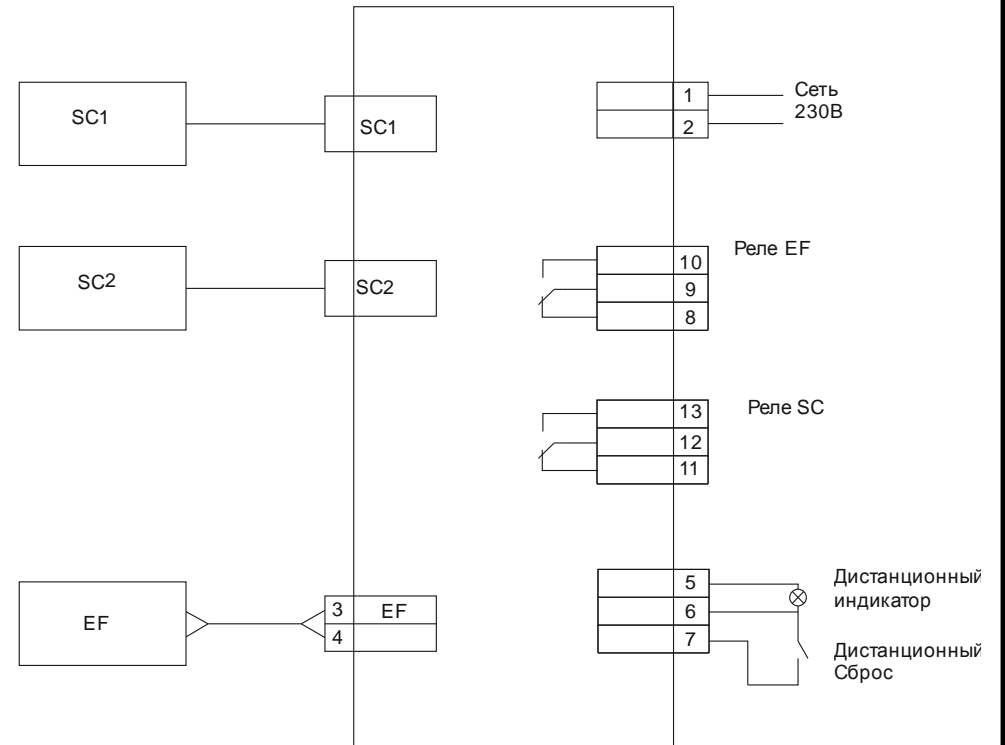 SC1
SC1
1
Сеть
230В
2
SC2
SC2
Реле EF
10
9
8
Реле SC
13
12
11
EF
3
EF
4
5
Дистанционный
индикатор
6
7
Дистанционный
Сброс